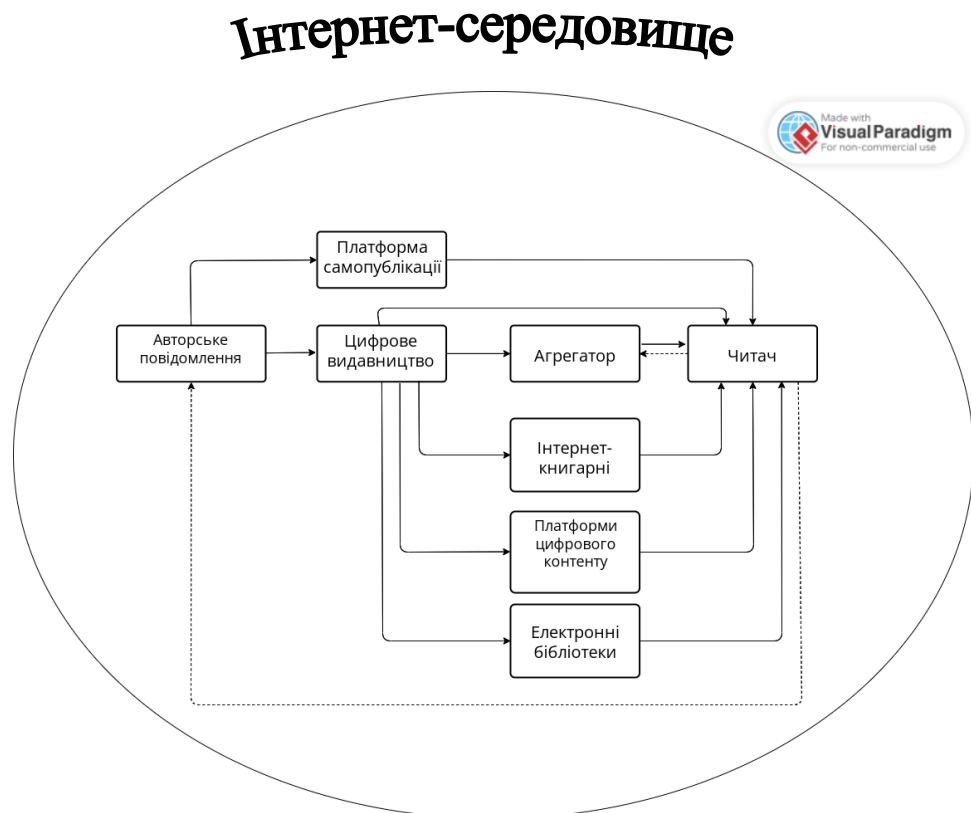 Інтернет-середовище
Made with
Visual Paradigm
For non-commercial use
Платформа
самопублікації
Авторське
повідомлення
Цифрове
видавництво
Агрегатор
Читач
Інтернет-
книгарні
Платформи
цифрового
контенту
Електронні
бібліотеки